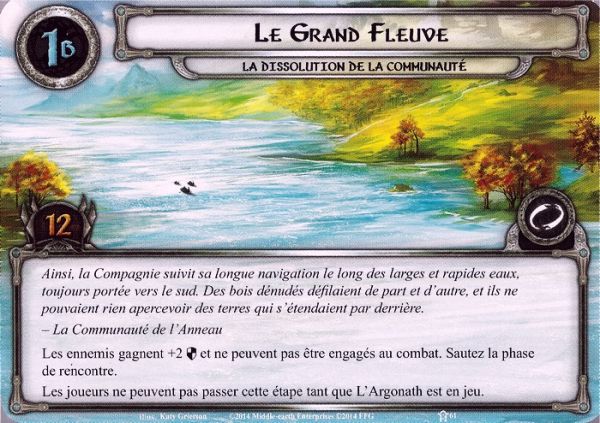 1B
LE GRAND FLEUVE
LA DISSOLUTION DE LA COMMUNAUTÉ
12
Ainsi, la Compagnie suivit sa longue navigation le long des larges et rapides eaux,
toujours portée vers le sud. Des bois dénudés défilaient de part et d'autre, et ils ne
pouvaient rien apercevoir des terres qui s'étendaient par derrière.
– La Communauté de l'Anneau
Les ennemis gagnent +2 et ne peuvent pas être engagés au combat. Sautez la phase
de rencontre.
Les joueurs ne peuvent pas passer cette étape tant que L'Argonath est en jeu.
Illus. Katy Grierson ©2014 Middle-earth Enterprises ©2014 FFG 61